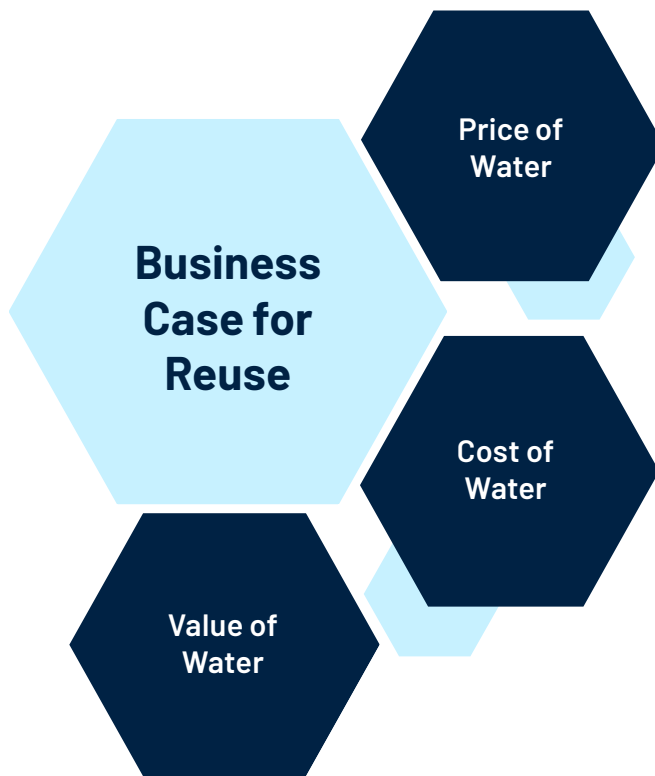 Price of
Water
Business
Case for
Reuse
Cost of
Water
Value of
Water